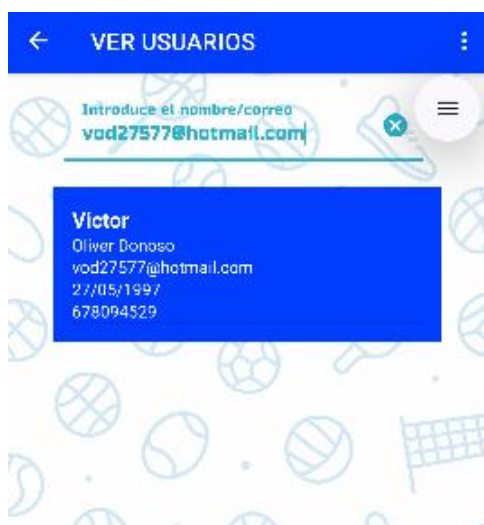 VER USUARIOS
Introduce el nombre/correo
vod27577@hotmail.com
Victor
Oliver Donoso
vod27577@hotmail.com
27/05/1997
678094529